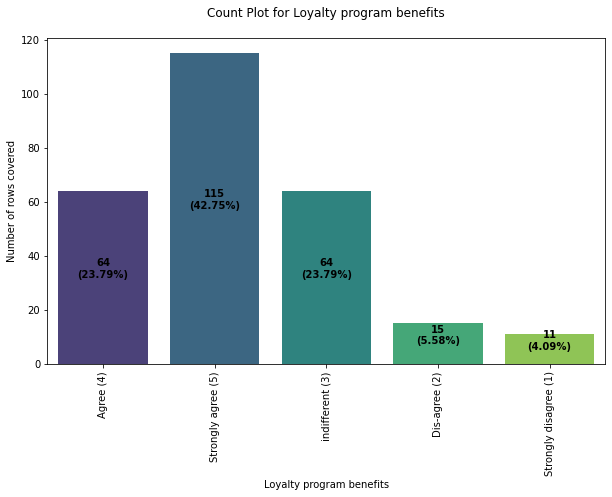 Count Plot for Loyalty program benefits
Number of rows covered
120
100
80
60
40
20
0
64
(23.79%)
115
(42.75%)
64
(23.79%)
15
(5.58%)
11
(4.09%)
Agree (4)
Strongly agree (5)
indifferent (3)
Dis-agree (2)
Strongly disagree (1)
Loyalty program benefits